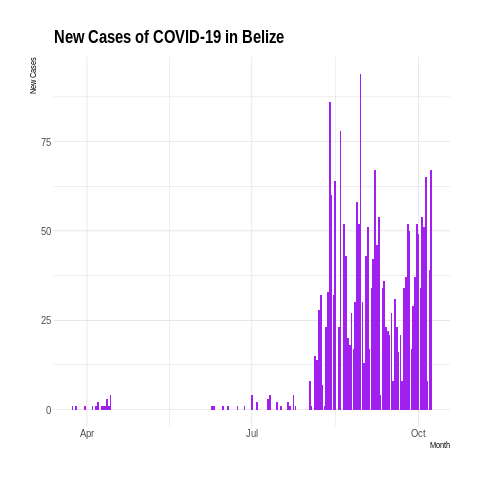 New Cases of COVID-19 in Belize
New Cases
75
50
25
0
Apr
Jul
Oct
Month